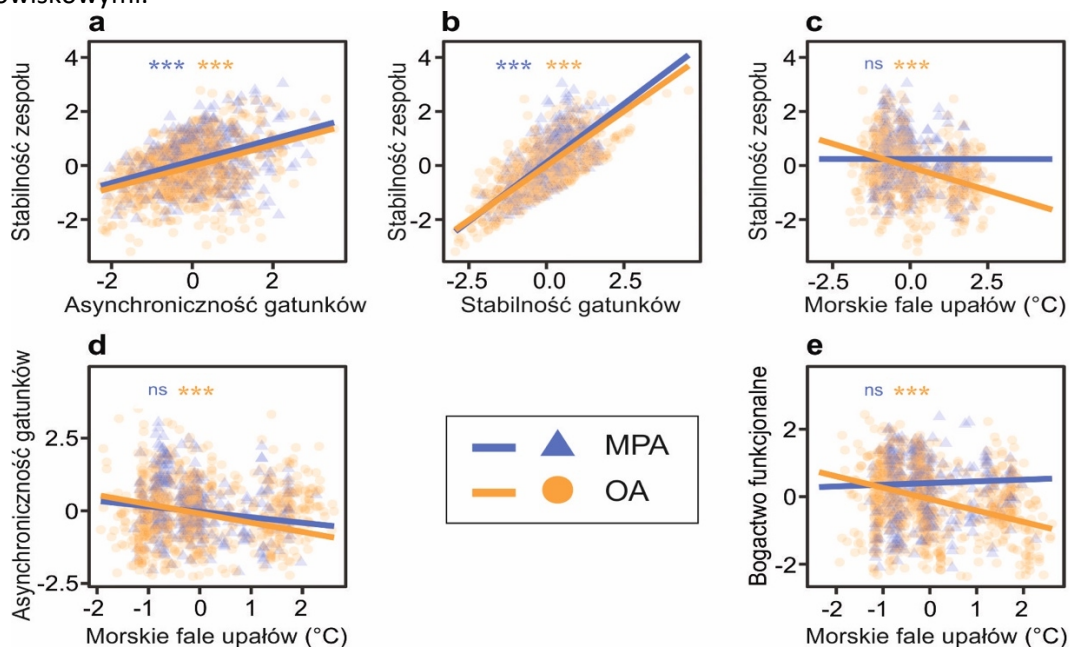 owiskowymi.
a
b
c
*** ***
*** ***
ns ***
Stabilność zespołu
4
2
0
-2
Stabilność zespołu
4
2
0
-2
Stabilność zespołu
4
2
0
-2
-2 0 2
-2.5 0.0 2.5
-2.5 0.0 2.5
Asynchroniczność gatunków
Stabilność gatunków
Morskie fale upałów (°C)
d
e
ns ***
ns ***
Asynchroniczność gatunków
2.5
0
-2.5
MPA
OA
Bogactwo funkcjonalne
2
0
-2
-2 -1 0 1 2
-2 -1 0 1 2
Morskie fale upałów (°C)
Morskie fale upałów (°C)